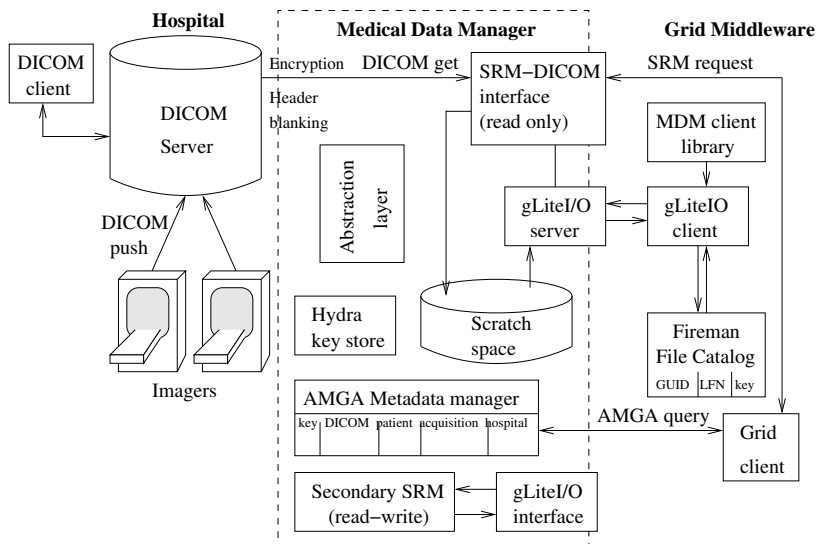 Hospital
Medical Data Manager
Grid Middleware
DICOM
client
DICOM
Server
Encryption
Header
blanking
DICOM get
SRM−DICOM
interface
(read only)
SRM request
MDM client
library
Abstraction
layer
gLiteI/O
server
gLiteIO
client
DICOM
push
Imagers
Hydra
key store
Scratch
space
Fireman
File Catalog
GUID LFN key
AMGA Metadata manager
key DICOM patient acquisition hospital
AMGA query
Grid
client
Secondary SRM
(read−write)
gLiteI/O
interface